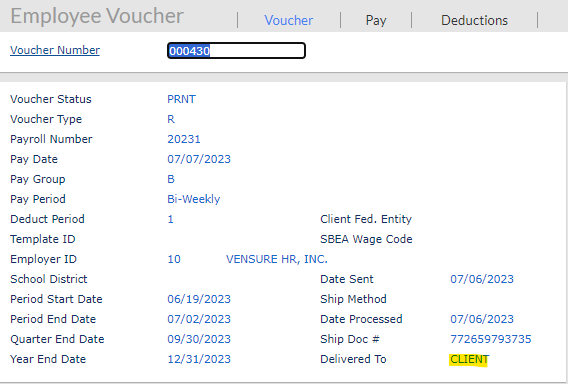 Employee Voucher | Voucher | Pay | Deductions |
Voucher Number 000430
Voucher Status PRNT
Voucher Type R
Payroll Number 20231
Pay Date 07/07/2023
Pay Group B
Pay Period Bi-Weekly
Deduct Period 1 Client Fed. Entity
Template ID SBEA Wage Code
Employer ID 10 VENSURE HR, INC.
School District Date Sent 07/06/2023
Period Start Date 06/19/2023 Ship Method
Period End Date 07/02/2023 Date Processed 07/06/2023
Quarter End Date 09/30/2023 Ship Doc # 772659793735
Year End Date 12/31/2023 Delivered To CLIENT